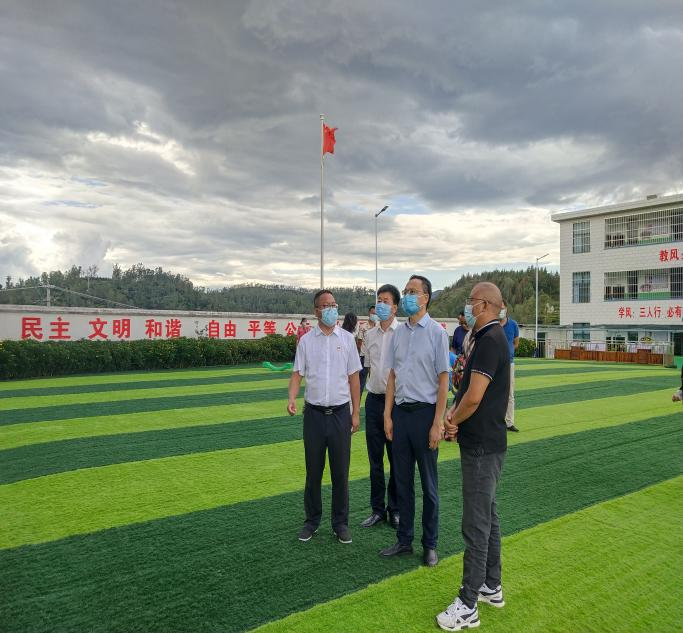 民主 文明 和谐 自由 平等 公
教风
学风：三人行 必有